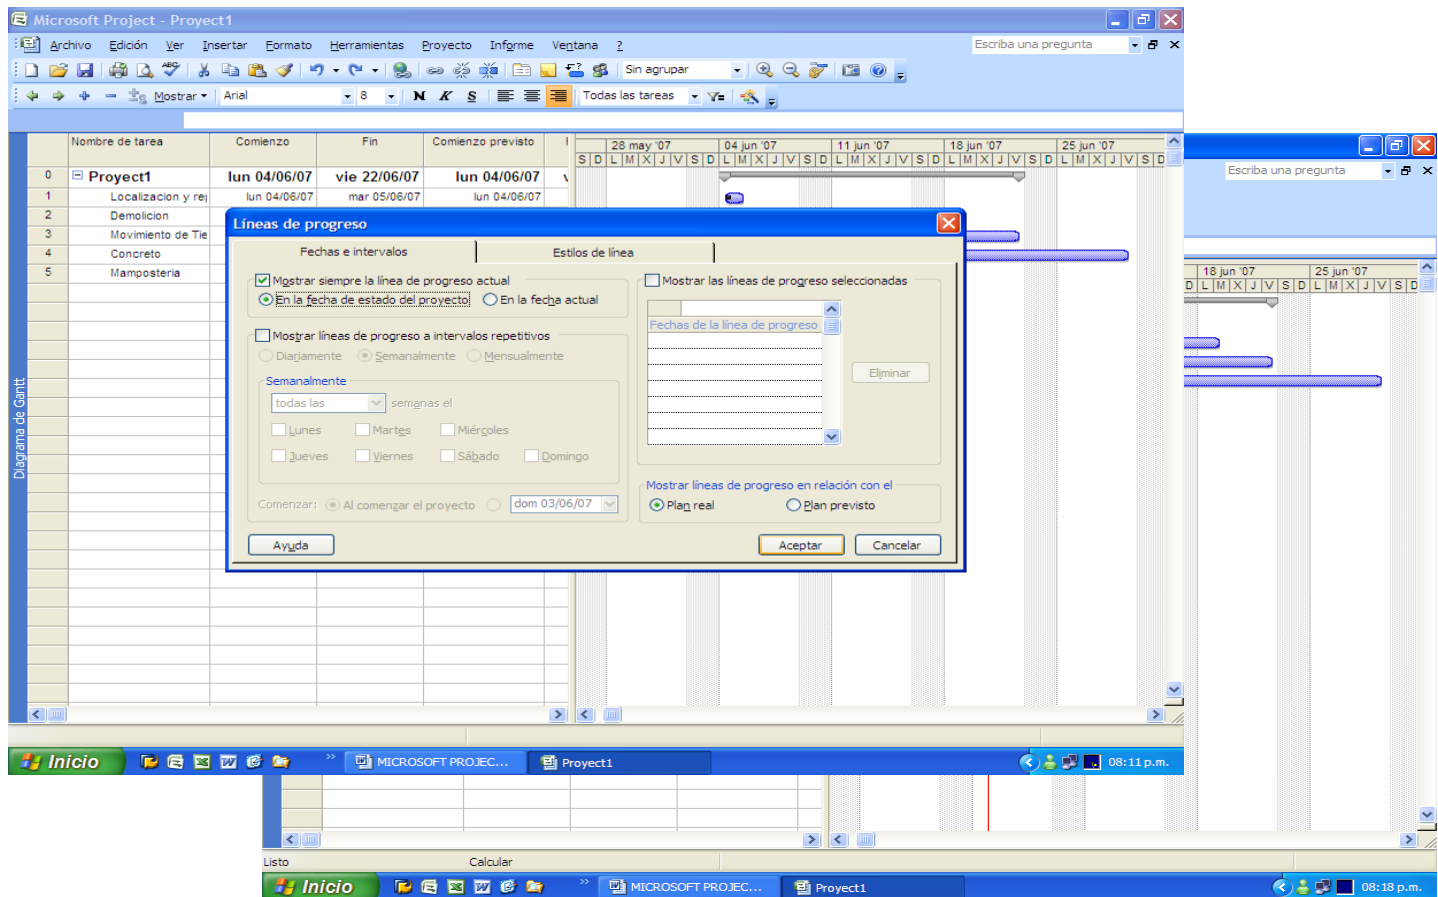 Microsoft Project - Proyect1
Archivo Edición Ver Insertar Formato Herramientas Proyecto Informe Ventana ? Escriba una pregunta
Sin agrupar
Mostrar Arial 8 N K S Todas las tareas
Nombre de tarea Comienzo Fin Comienzo previsto
28 may '07 04 jun '07 11 jun '07 18 jun '07 25 jun '07
S D L M X J V S D L M X J V S D L M X J V S D L M X J V S D L M X J V S D
0 Proyect1 lun 04/06/07 vie 22/06/07 lun 04/06/07 v
1 Localizacion y rep lun 04/06/07 mar 05/06/07 lun 04/06/07
2 Demolicion
3 Movimiento de Tie
4 Concreto
5 Mamposteria
Diagrama de Gantt
Líneas de progreso
Fechas e intervalos Estilos de línea
Mostrar siempre la línea de progreso actual
En la fecha de estado del proyecto En la fecha actual
Mostrar líneas de progreso a intervalos repetitivos
Diariamente Semanalmente Mensualmente
Semanalmente
todas las semanas el
Lunes Martes Miércoles
Jueves Viernes Sábado Domingo
Comenzar: Al comenzar el proyecto dom 03/06/07
Mostrar las líneas de progreso seleccionadas
Fechas de la línea de progreso
Eliminar
Mostrar líneas de progreso en relación con el
Plan real Plan previsto
Ayuda Aceptar Cancelar
Inicio MICROSOFT PROJEC... Proyect1 08:11 p.m.
Escriba una pregunta
18 jun '07 25 jun '07
D L M X J V S D L M X J V S D
Listo Calcular
Inicio MICROSOFT PROJEC... Proyect1 08:18 p.m.